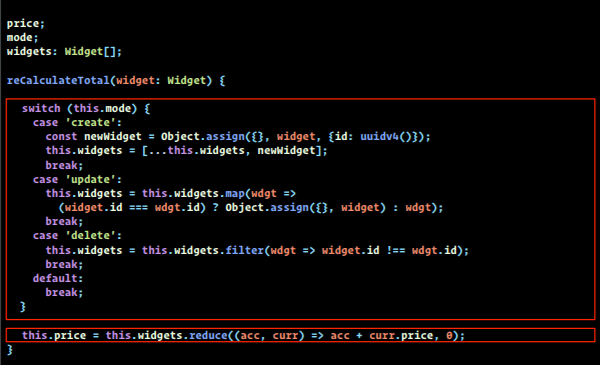 price;
mode;
widgets: Widget[];
reCalculateTotal(widget: Widget) {
switch (this.mode) {
case 'create':
const newWidget = Object.assign({}, widget, {id: uuidv4()});
this.widgets = [...this.widgets, newWidget];
break;
case 'update':
this.widgets = this.widgets.map(wdgt =>
(widget.id === wdgt.id) ? Object.assign({}, widget) : wdgt);
break;
case 'delete':
this.widgets = this.widgets.filter(wdgt => widget.id !== wdgt.id);
break;
default:
break;
}
this.price = this.widgets.reduce((acc, curr) => acc + curr.price, 0);
}